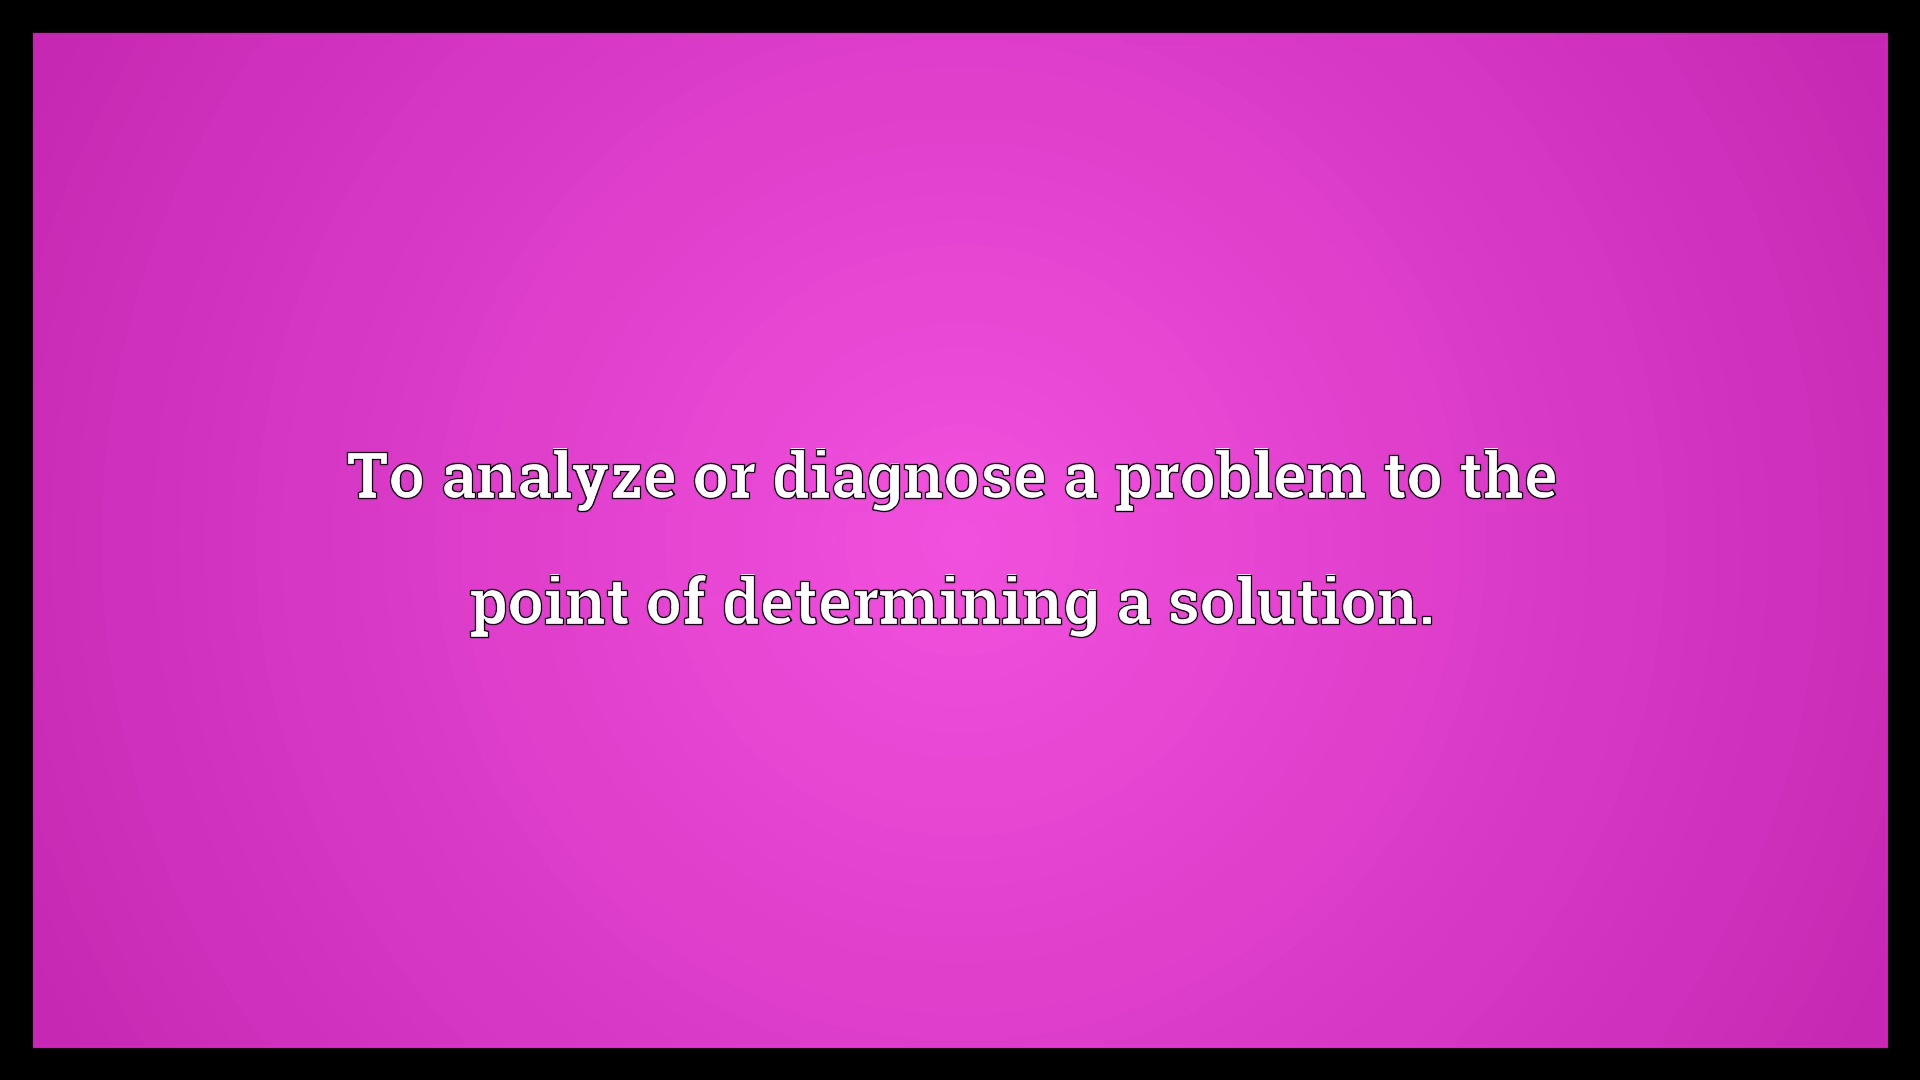 To analyze or diagnose a problem to the
point of determining a solution.